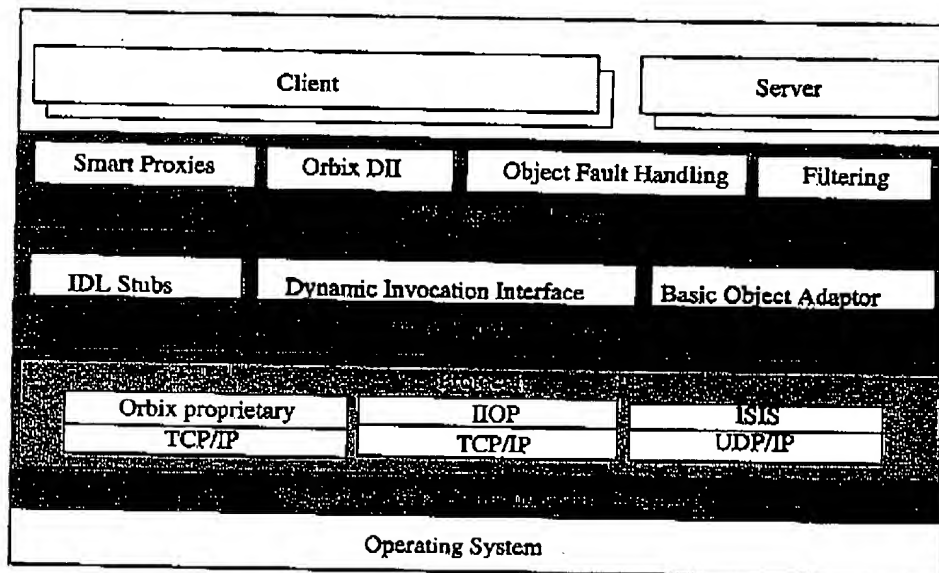 Client
Server
Smart Proxies
Orbix DII
Object Fault Handling
Filtering
IDL Stubs
Dynamic Invocation Interface
Basic Object Adaptor
Orbix proprietary
TCP/IP
IIOP
TCP/IP
ISIS
UDP/IP
Operating System